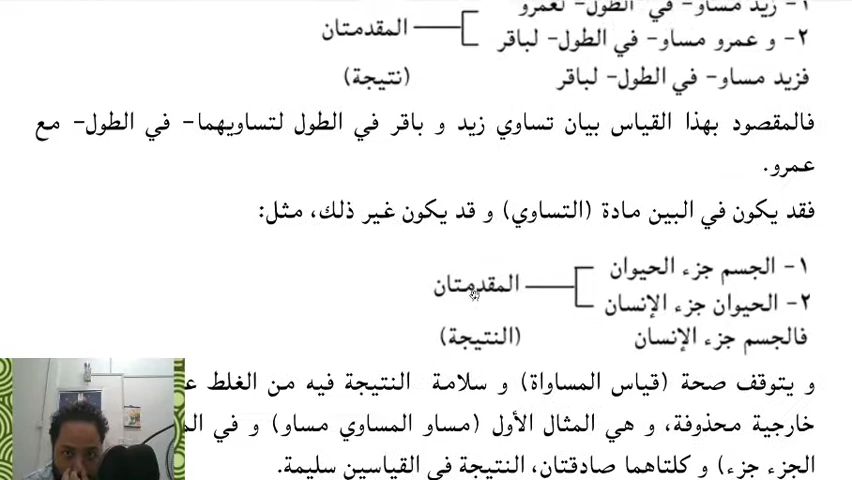 ١- زيد مساو- في الطول- لعمرو
٢- و عمرو مساو- في الطول- لباقر
المقدمتان
فزيد مساو- في الطول- لباقر (نتيجة)
فالمقصود بهذا القياس بيان تساوي زيد و باقر في الطول لتساويهما- في الطول- مع
عمرو.
فقد يكون في البين مادة (التساوي) و قد يكون غير ذلك، مثل:
١- الجسم جزء الحيوان
٢- الحيوان جزء الإنسان
المقدمتان
فالجسم جزء الإنسان (النتيجة)
و يتوقف صحة (قياس المساواة) و سلامة النتيجة فيه من الغلط
خارجية محذوفة، و هي المثال الأول (مساو المساوي مساو) و في
الجزء جزء) و كلتاهما صادقتان، النتيجة في القياسين سليمة.